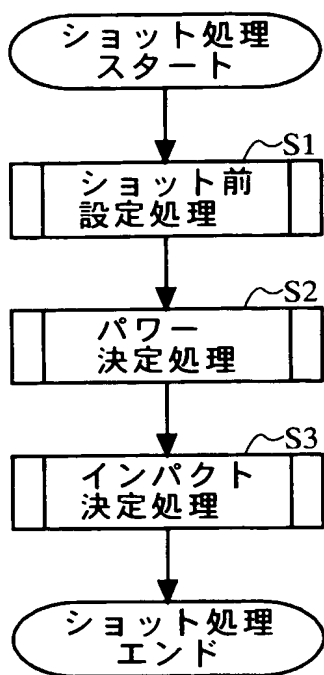 ショット処理
スタート
S1
ショット前
設定処理
S2
パワー
決定処理
S3
インパクト
決定処理
ショット処理
エンド